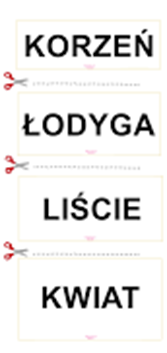 KORZEŃ
ŁODYGA
LIŚCIE
KWIAT